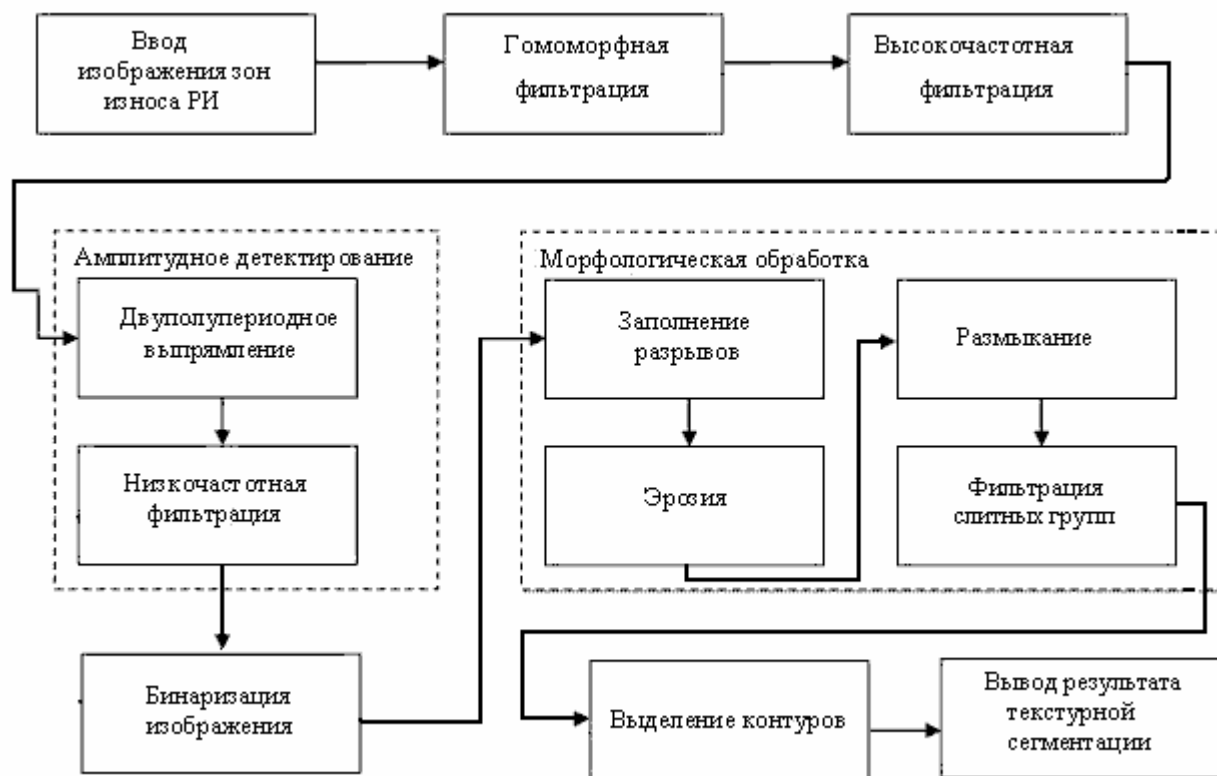 Ввод
изображения зон
износа РИ
Гомоморфная
фильтрация
Высокочастотная
фильтрация
Амплитудное детектирование
Двуполупериодное
выпрямление
Низкочастотная
фильтрация
Бинаризация
изображения
Морфологическая обработка
Заполнение
разрывов
Эрозия
Размыкание
Фильтрация
слитных групп
Выделение контуров
Вывод результата
текстурной
сегментации